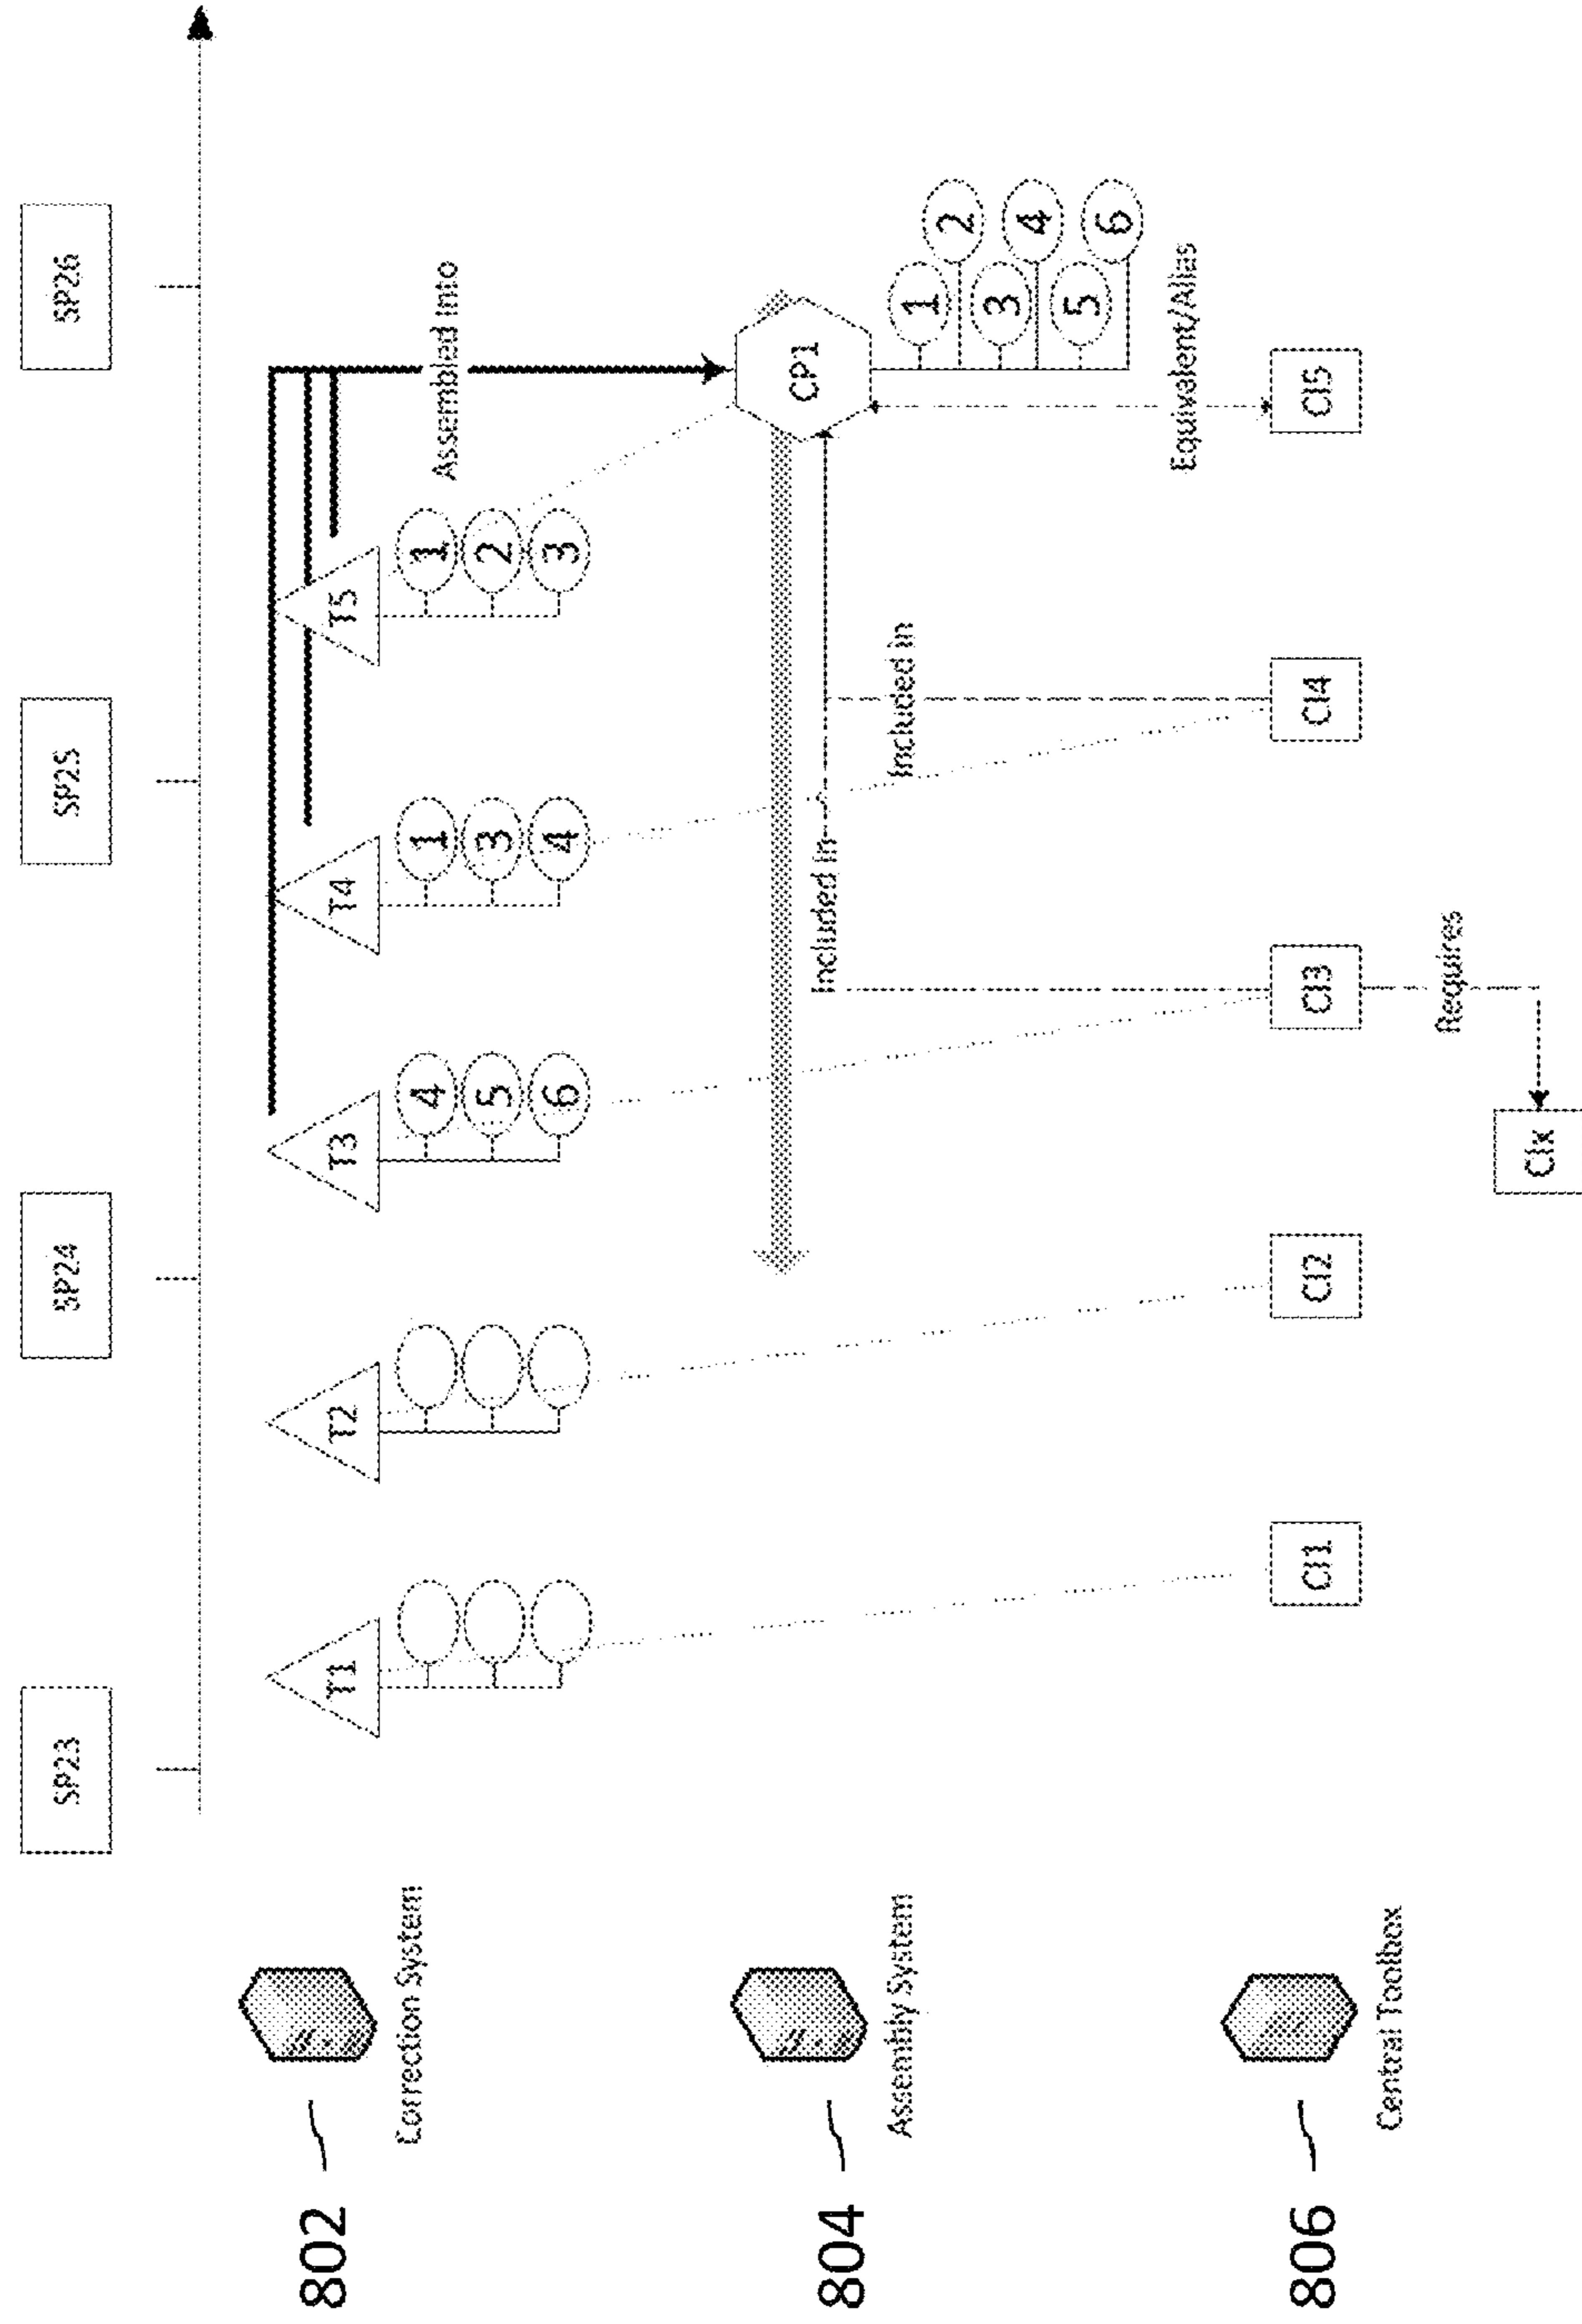 SP23
SP24
SP25
SP26
802
Correction System
T1
T2
T3
4
5
6
T4
1
3
4
T5
1
2
3
Assembled Into
804
Assembly System
CP1
Included in
Included in
1
2
3
4
5
6
Equivalent/Alias
806
Central Toolbox
CI1
CI2
CI3
CI4
CI5
Requires
CIx